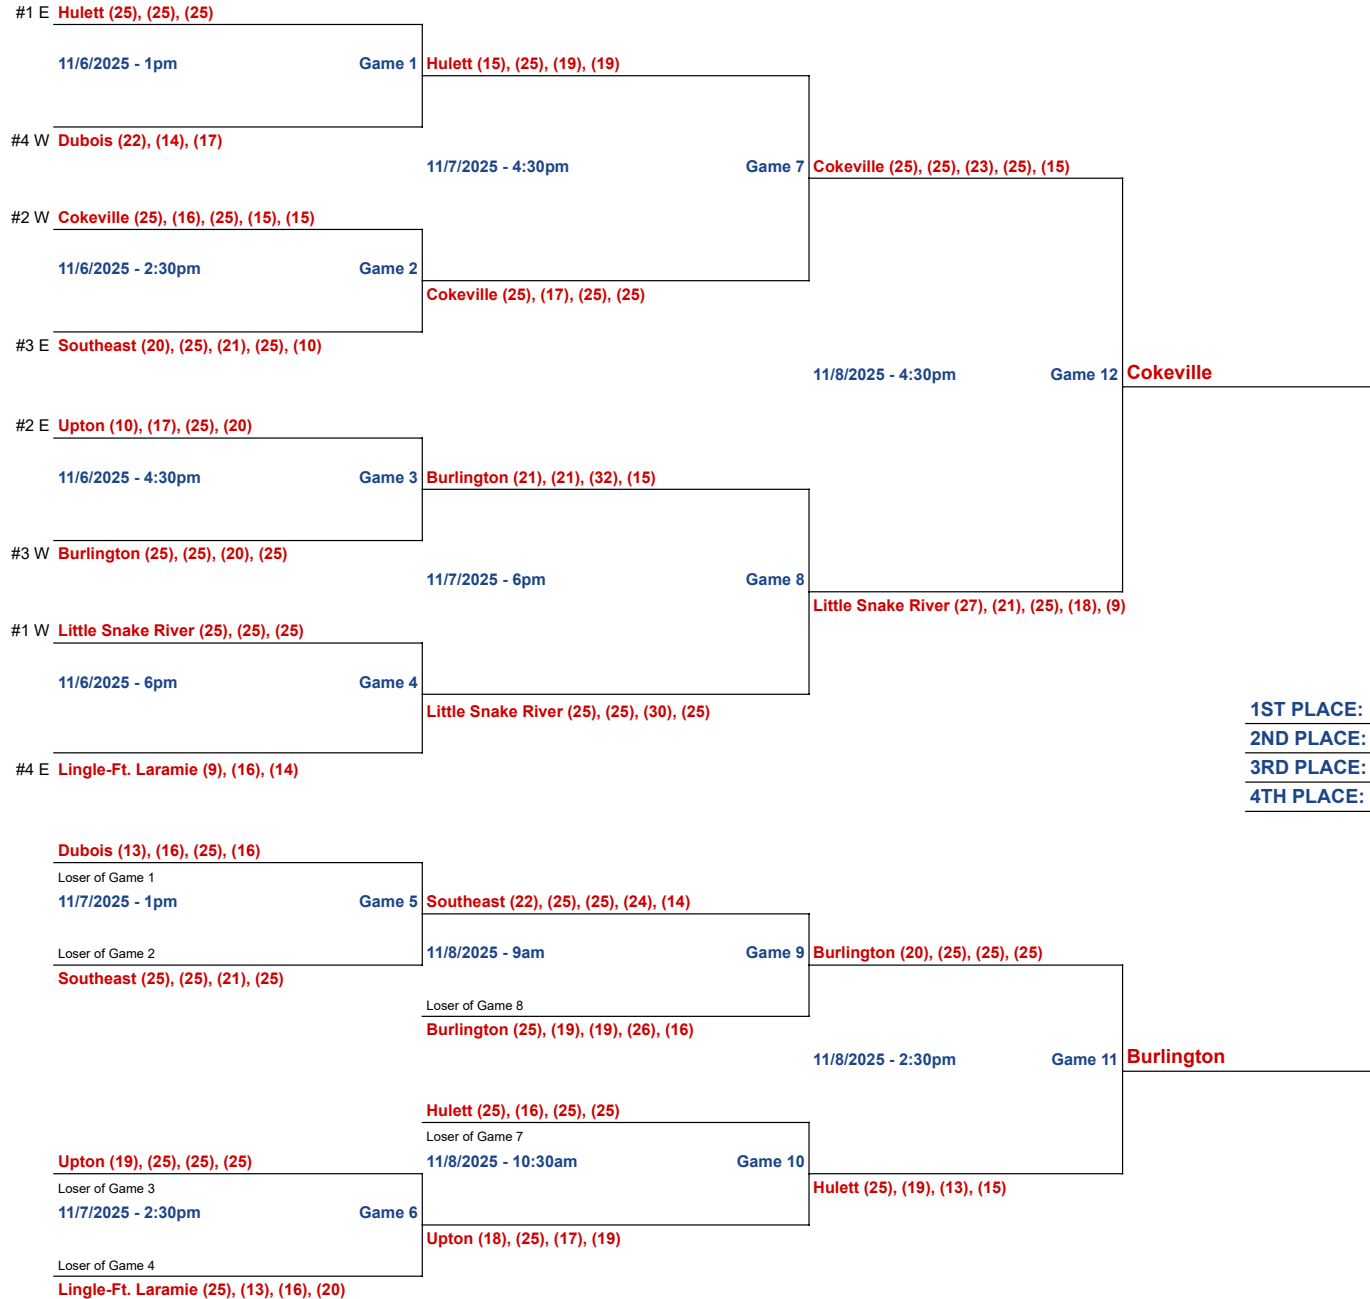 #1 E Hulett (25), (25), (25)
11/6/2025 - 1pm Game 1 Hulett (15), (25), (19), (19)
#4 W Dubois (22), (14), (17)
11/7/2025 - 4:30pm Game 7 Cokeville (25), (25), (23), (25), (15)
#2 W Cokeville (25), (16), (25), (15), (15)
11/6/2025 - 2:30pm Game 2
Cokeville (25), (17), (25), (25)
#3 E Southeast (20), (25), (21), (25), (10)
11/8/2025 - 4:30pm Game 12 Cokeville
#2 E Upton (10), (17), (25), (20)
11/6/2025 - 4:30pm Game 3 Burlington (21), (21), (32), (15)
#3 W Burlington (25), (25), (20), (25)
11/7/2025 - 6pm Game 8
Little Snake River (27), (21), (25), (18), (9)
#1 W Little Snake River (25), (25), (25)
11/6/2025 - 6pm Game 4
Little Snake River (25), (25), (30), (25)
1ST PLACE:
2ND PLACE:
#4 E Lingle-Ft. Laramie (9), (16), (14)
3RD PLACE:
4TH PLACE:
Dubois (13), (16), (25), (16)
Loser of Game 1
11/7/2025 - 1pm Game 5 Southeast (22), (25), (25), (24), (14)
Loser of Game 2 11/8/2025 - 9am Game 9 Burlington (20), (25), (25), (25)
Southeast (25), (25), (21), (25)
Loser of Game 8
Burlington (25), (19), (19), (26), (16)
11/8/2025 - 2:30pm Game 11 Burlington
Hulett (25), (16), (25), (25)
Loser of Game 7
Upton (19), (25), (25), (25) 11/8/2025 - 10:30am Game 10
Loser of Game 3 Hulett (25), (19), (13), (15)
11/7/2025 - 2:30pm Game 6
Upton (18), (25), (17), (19)
Loser of Game 4
Lingle-Ft. Laramie (25), (13), (16), (20)